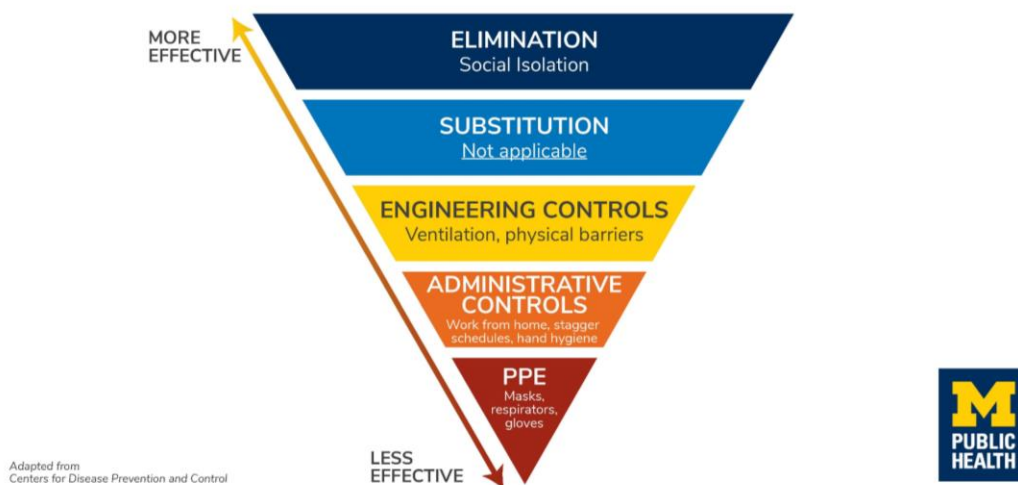 MORE
EFFECTIVE
ELIMINATION
Social Isolation
SUBSTITUTION
Not applicable
ENGINEERING CONTROLS
Ventilation, physical barriers
ADMINISTRATIVE
CONTROLS
Work from home, stagger
schedules, hand hygiene
PPE
Masks,
respirators,
gloves
LESS
EFFECTIVE
Adapted from
Centers for Disease Prevention and Control
M
PUBLIC
HEALTH